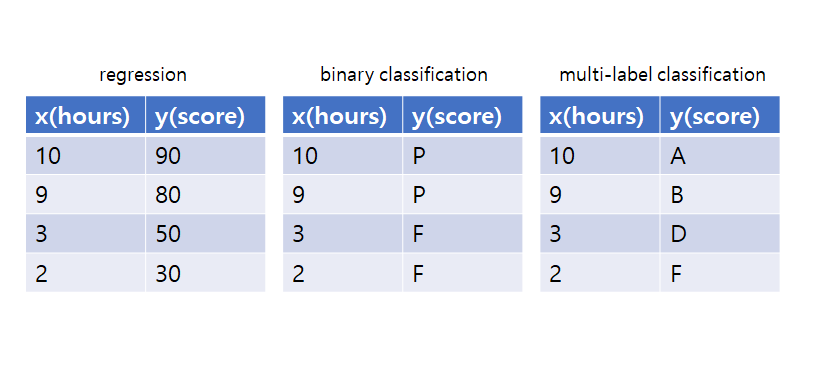 regression
x(hours) y(score)
10 90
9 80
3 50
2 30
binary classification
x(hours) y(score)
10 P
9 P
3 F
2 F
multi-label classification
x(hours) y(score)
10 A
9 B
3 D
2 F